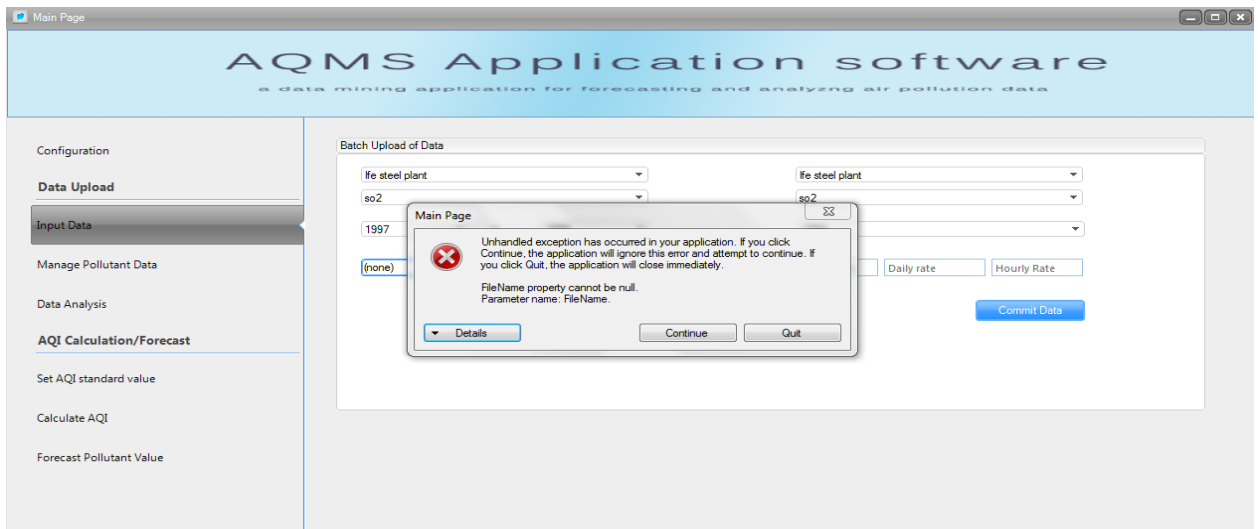 Main Page
AQMS Application software
a data mining application for forecasting and analyzng air pollution data
Configuration
Data Upload
Input Data
Manage Pollutant Data
Data Analysis
AQI Calculation/Forecast
Set AQI standard value
Calculate AQI
Forecast Pollutant Value
Batch Upload of Data
Ife steel plant
Ife steel plant
so2
so2
1997
(none)
Daily rate
Hourly Rate
Commit Data
Main Page
Unhandled exception has occurred in your application. If you click
Continue, the application will ignore this error and attempt to continue. If
you click Quit, the application will close immediately.
FileName property cannot be null.
Parameter name: FileName.
Details
Continue
Quit